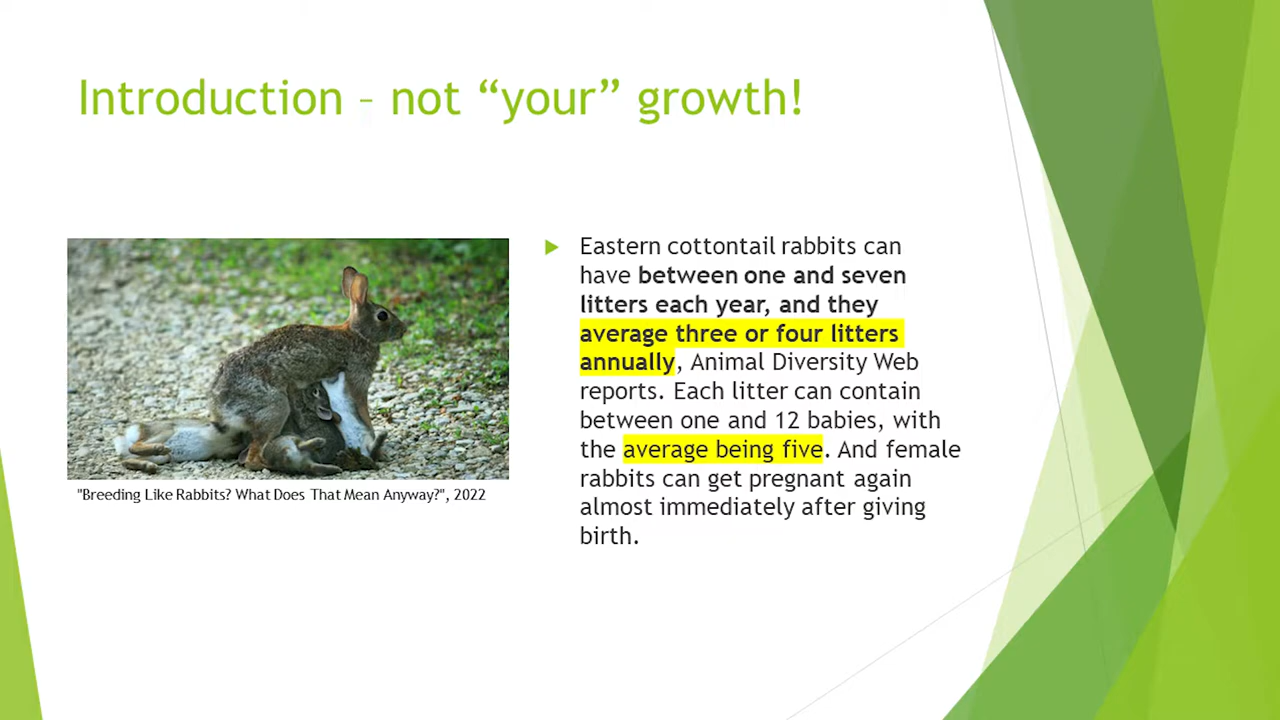 Introduction – not “your” growth!
Eastern cottontail rabbits can
have between one and seven
litters each year, and they
average three or four litters
annually, Animal Diversity Web
reports. Each litter can contain
between one and 12 babies, with
the average being five. And female
rabbits can get pregnant again
almost immediately after giving
birth.
"Breeding Like Rabbits? What Does That Mean Anyway?", 2022